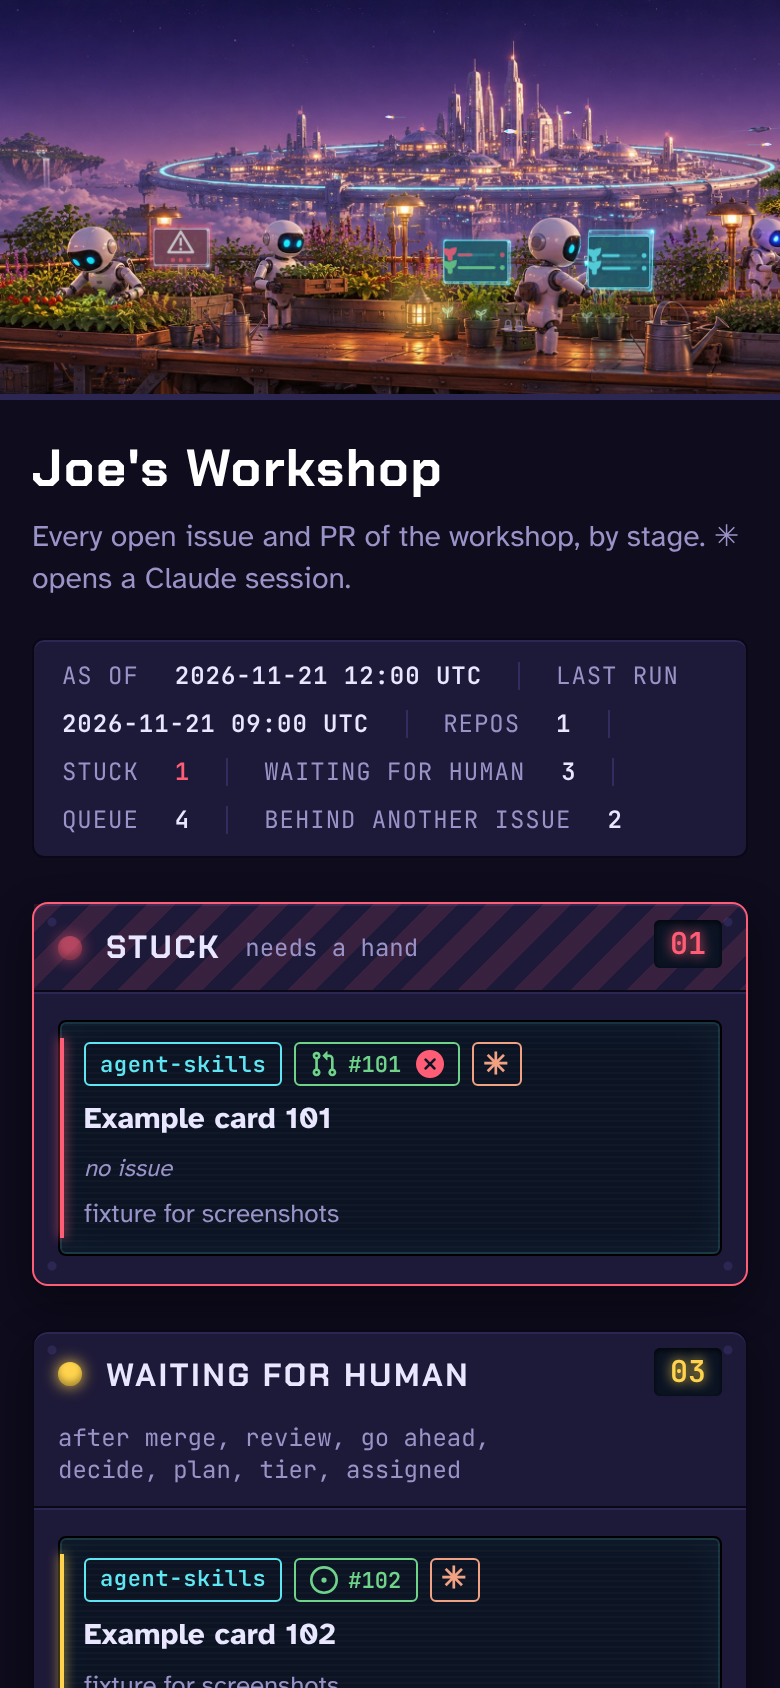 Joe's Workshop
Every open issue and PR of the workshop, by stage. ✳
opens a Claude session.
AS OF 2026-11-21 12:00 UTC LAST RUN
2026-11-21 09:00 UTC REPOS 1
STUCK 1 WAITING FOR HUMAN 3
QUEUE 4 BEHIND ANOTHER ISSUE 2
STUCK needs a hand 01
agent-skills #101
Example card 101
no issue
fixture for screenshots
WAITING FOR HUMAN 03
after merge, review, go ahead,
decide, plan, tier, assigned
agent-skills #102
Example card 102
fixture for screenshots